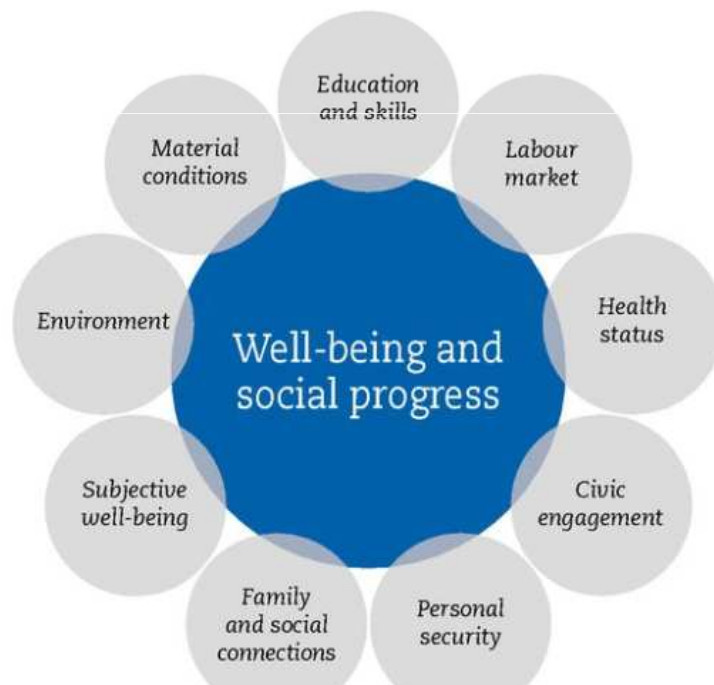 Education
and skills
Labour
market
Health
status
Civic
engagement
Personal
security
Family
and social
connections
Subjective
well-being
Environment
Material
conditions
Well-being and
social progress